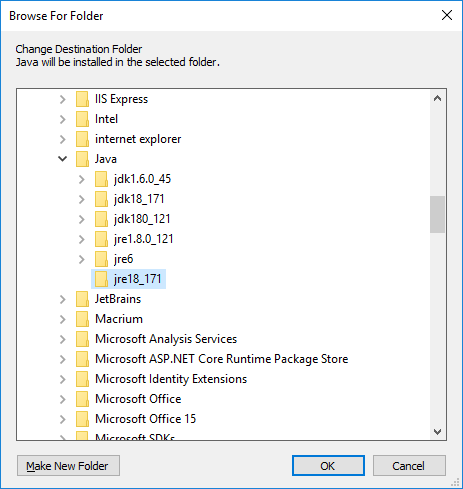 Browse For Folder
Change Destination Folder
Java will be installed in the selected folder.
IIS Express
Intel
internet explorer
Java
jdk1.6.0_45
jdk18_171
jdk180_121
jre1.8.0_121
jre6
jre18_171
JetBrains
Macrium
Microsoft Analysis Services
Microsoft ASP.NET Core Runtime Package Store
Microsoft Identity Extensions
Microsoft Office
Microsoft Office 15
Microsoft SDKs
Make New Folder
OK
Cancel